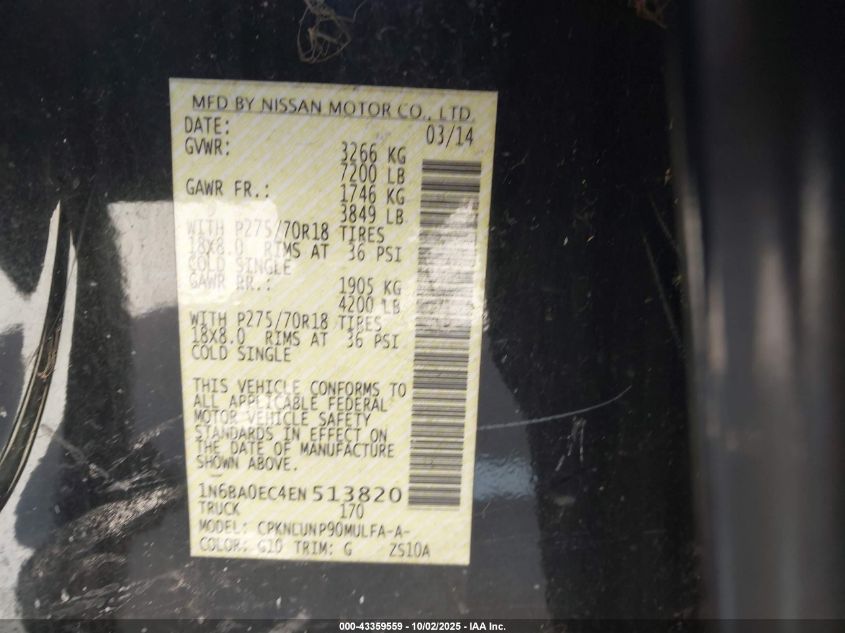 MFD BY NISSAN MOTOR CO., LTD.
DATE: 03/14
GVWR: 3266 KG
7200 LB
GAWR FR.: 1746 KG
3849 LB
WITH P275/70R18 TIRES
18X8.0 RIMS AT 36 PSI
COLD SINGLE
GAWR RR.: 1905 KG
4200 LB
WITH P275/70R18 TIRES
18X8.0 RIMS AT 36 PSI
COLD SINGLE
THIS VEHICLE CONFORMS TO
ALL APPLICABLE FEDERAL
MOTOR VEHICLE SAFETY
STANDARDS IN EFFECT ON
THE DATE OF MANUFACTURE
SHOWN ABOVE.
1N6BA0EC4EN 513820
TRUCK 170
MODEL: CPKNLUNP90MULFA-A-
COLOR: G10 TRIM: G ZS10A
000-43359559 - 10/02/2025 - IAA Inc.